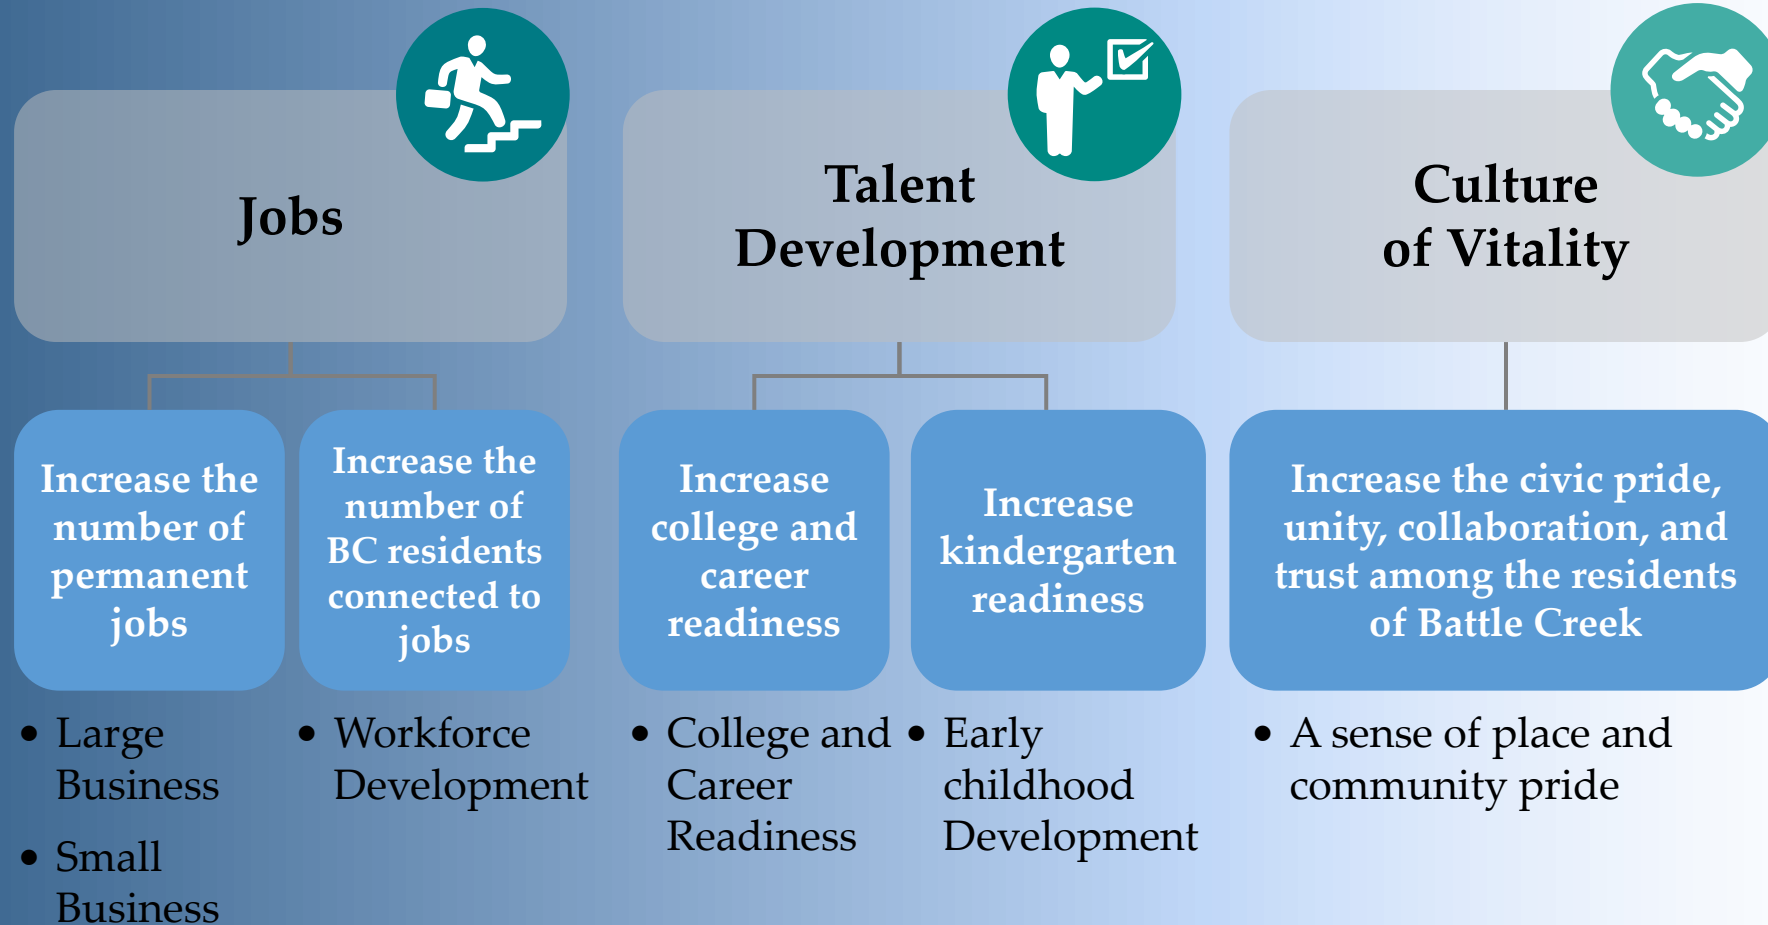 Jobs
Talent
Development
Culture
of Vitality
Increase the
number of
permanent
jobs
Increase the
number of
BC residents
connected to
jobs
Increase
college and
career
readiness
Increase
kindergarten
readiness
Increase the civic pride,
unity, collaboration, and
trust among the residents
of Battle Creek
• Large
Business
• Small
Business
• Workforce
Development
• College and
Career
Readiness
• Early
childhood
Development
• A sense of place and
community pride